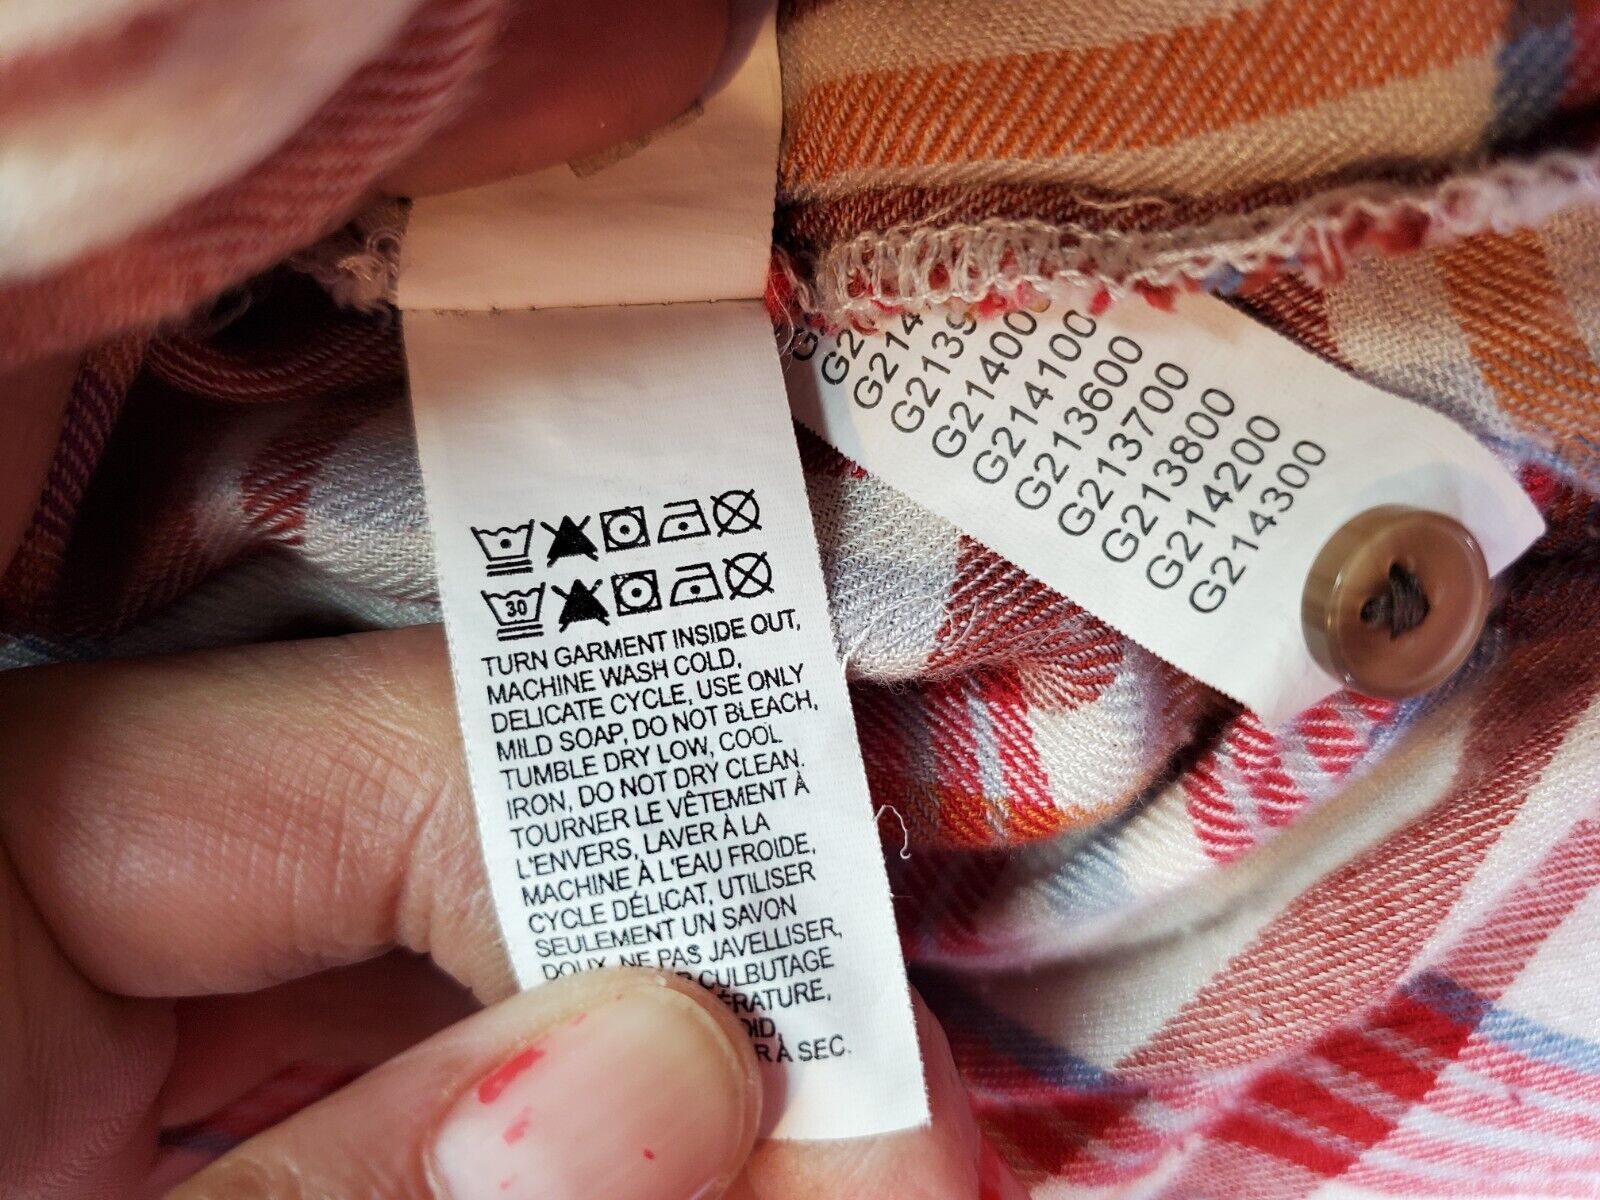 30
TURN GARMENT INSIDE OUT,
MACHINE WASH COLD,
DELICATE CYCLE, USE ONLY
MILD SOAP, DO NOT BLEACH,
TUMBLE DRY LOW, COOL
IRON, DO NOT DRY CLEAN.
TOURNER LE VÊTEMENT À
L'ENVERS, LAVER À LA
MACHINE À L'EAU FROIDE,
CYCLE DÉLICAT, UTILISER
SEULEMENT UN SAVON
DOUX, NE PAS JAVELLISER,
CULBUTAGE
À SEC.
G21400
G214100
G213600
G213700
G213800
G214200
G214300